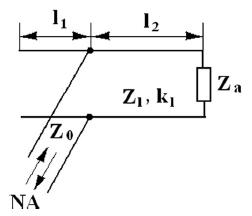 l₁ l₂
Zₐ
Z₁, k₁
Z₀
NA